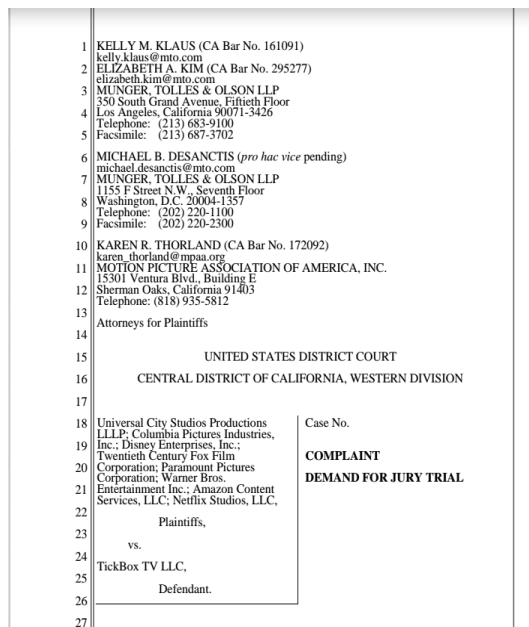 1 KELLY M. KLAUS (CA Bar No. 161091)
kelly.klaus@mto.com
2 ELIZABETH A. KIM (CA Bar No. 295277)
elizabeth.kim@mto.com
3 MUNGER, TOLLES & OLSON LLP
350 South Grand Avenue, Fiftieth Floor
4 Los Angeles, California 90071-3426
Telephone: (213) 683-9100
5 Facsimile: (213) 687-3702
6 MICHAEL B. DESANCTIS (pro hac vice pending)
michael.desanctis@mto.com
7 MUNGER, TOLLES & OLSON LLP
1155 F Street N.W., Seventh Floor
8 Washington, D.C. 20004-1357
Telephone: (202) 220-1100
9 Facsimile: (202) 220-2300
10 KAREN R. THORLAND (CA Bar No. 172092)
karen_thorland@mpaa.org
11 MOTION PICTURE ASSOCIATION OF AMERICA, INC.
15301 Ventura Blvd., Building E
12 Sherman Oaks, California 91403
Telephone: (818) 935-5812
13
Attorneys for Plaintiffs
14
15 UNITED STATES DISTRICT COURT
16 CENTRAL DISTRICT OF CALIFORNIA, WESTERN DIVISION
17
18 Universal City Studios Productions
LLLP; Columbia Pictures Industries,
19 Inc.; Disney Enterprises, Inc.;
Twentieth Century Fox Film
20 Corporation; Paramount Pictures
Corporation; Warner Bros.
21 Entertainment Inc.; Amazon Content
Services, LLC; Netflix Studios, LLC,
22
Plaintiffs,
23
vs.
24
TickBox TV LLC,
25
Defendant.
26
Case No.
COMPLAINT
DEMAND FOR JURY TRIAL
27